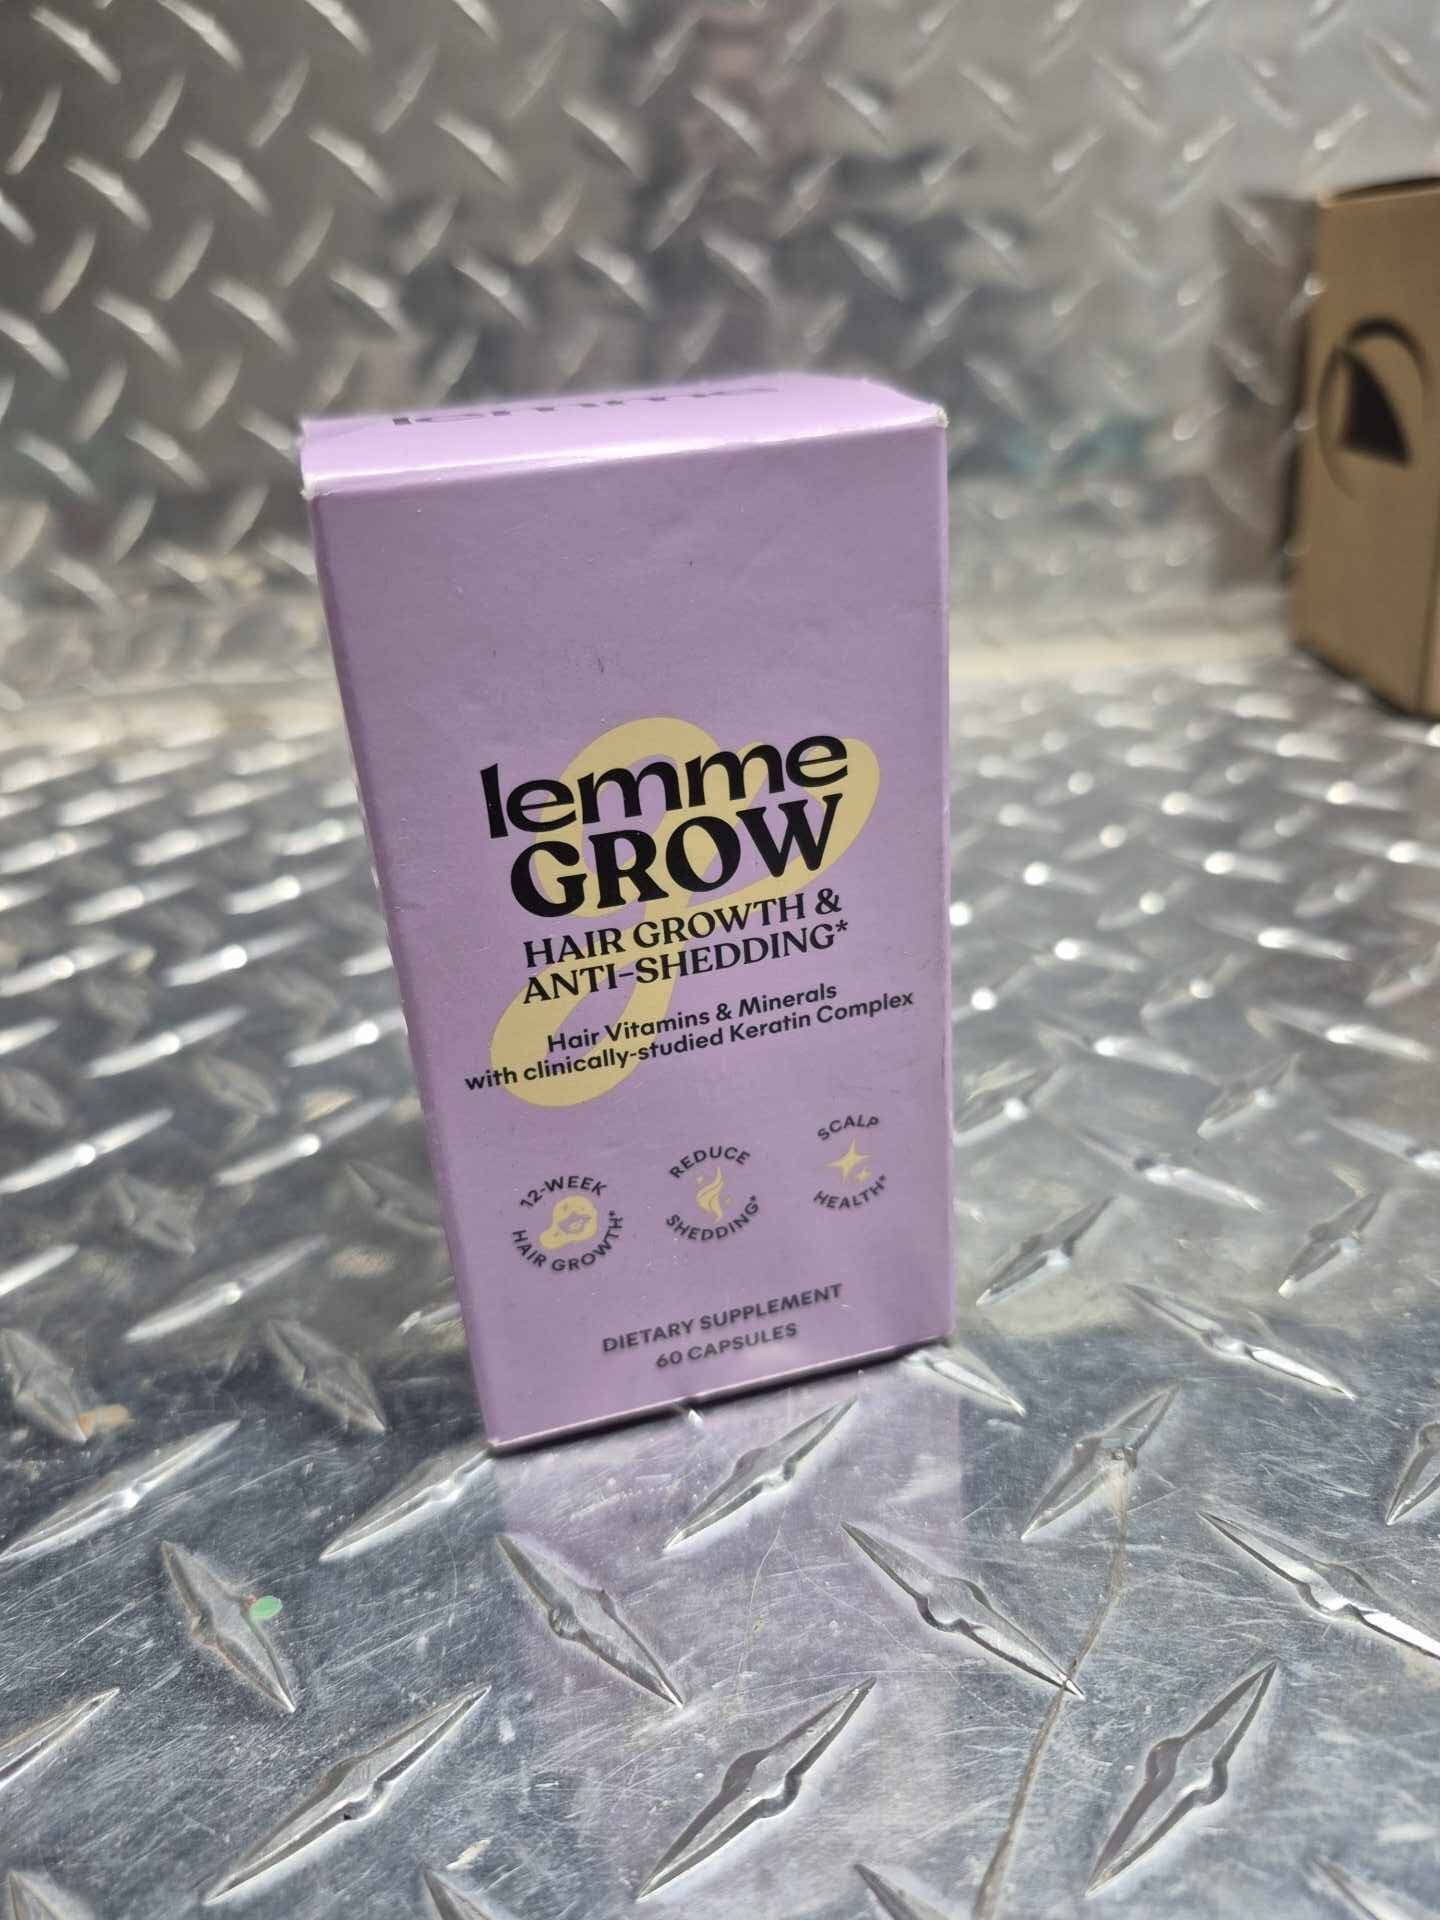 lemme
lemme
GROW
HAIR GROWTH &
ANTI-SHEDDING*
Hair Vitamins & Minerals
with clinically-studied Keratin Complex
12-WEEK
HAIR GROWTH*
REDUCE
SHEDDING*
SCALP
HEALTH*
DIETARY SUPPLEMENT
60 CAPSULES